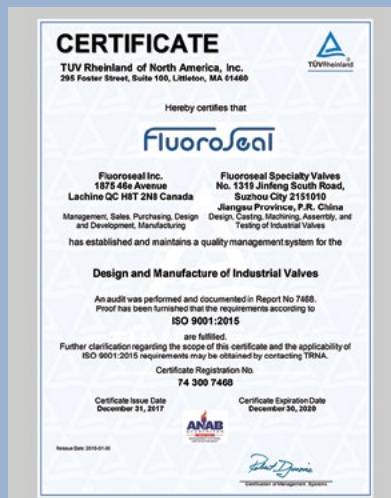 CERTIFICATE
TÜVRheinland
TUV Rheinland of North America, Inc.
295 Foster Street, Suite 100, Littleton, MA 01460
Hereby certifies that
FluoroSeal
Fluoroseal Inc.
1875 46e Avenue
Lachine QC H8T 2N8 Canada
Management, Sales, Purchasing, Design
and Development, Manufacturing
Fluoroseal Specialty Valves
No. 1319 Jinfeng South Road,
Suzhou City 2151010
Jiangsu Province, P.R. China
Design, Casting, Machining, Assembly, and
Testing of Industrial Valves
has established and maintains a quality management system for the
Design and Manufacture of Industrial Valves
An audit was performed and documented in Report No 7468.
Proof has been furnished that the requirements according to
ISO 9001:2015
are fulfilled.
Further clarification regarding the scope of this certificate and the applicability of
ISO 9001:2015 requirements may be obtained by contacting TRNA.
Certificate Registration No.
74 300 7468
Certificate Issue Date
December 31, 2017
Certificate Expiration Date
December 30, 2020
ANAB
Certification of Management Systems